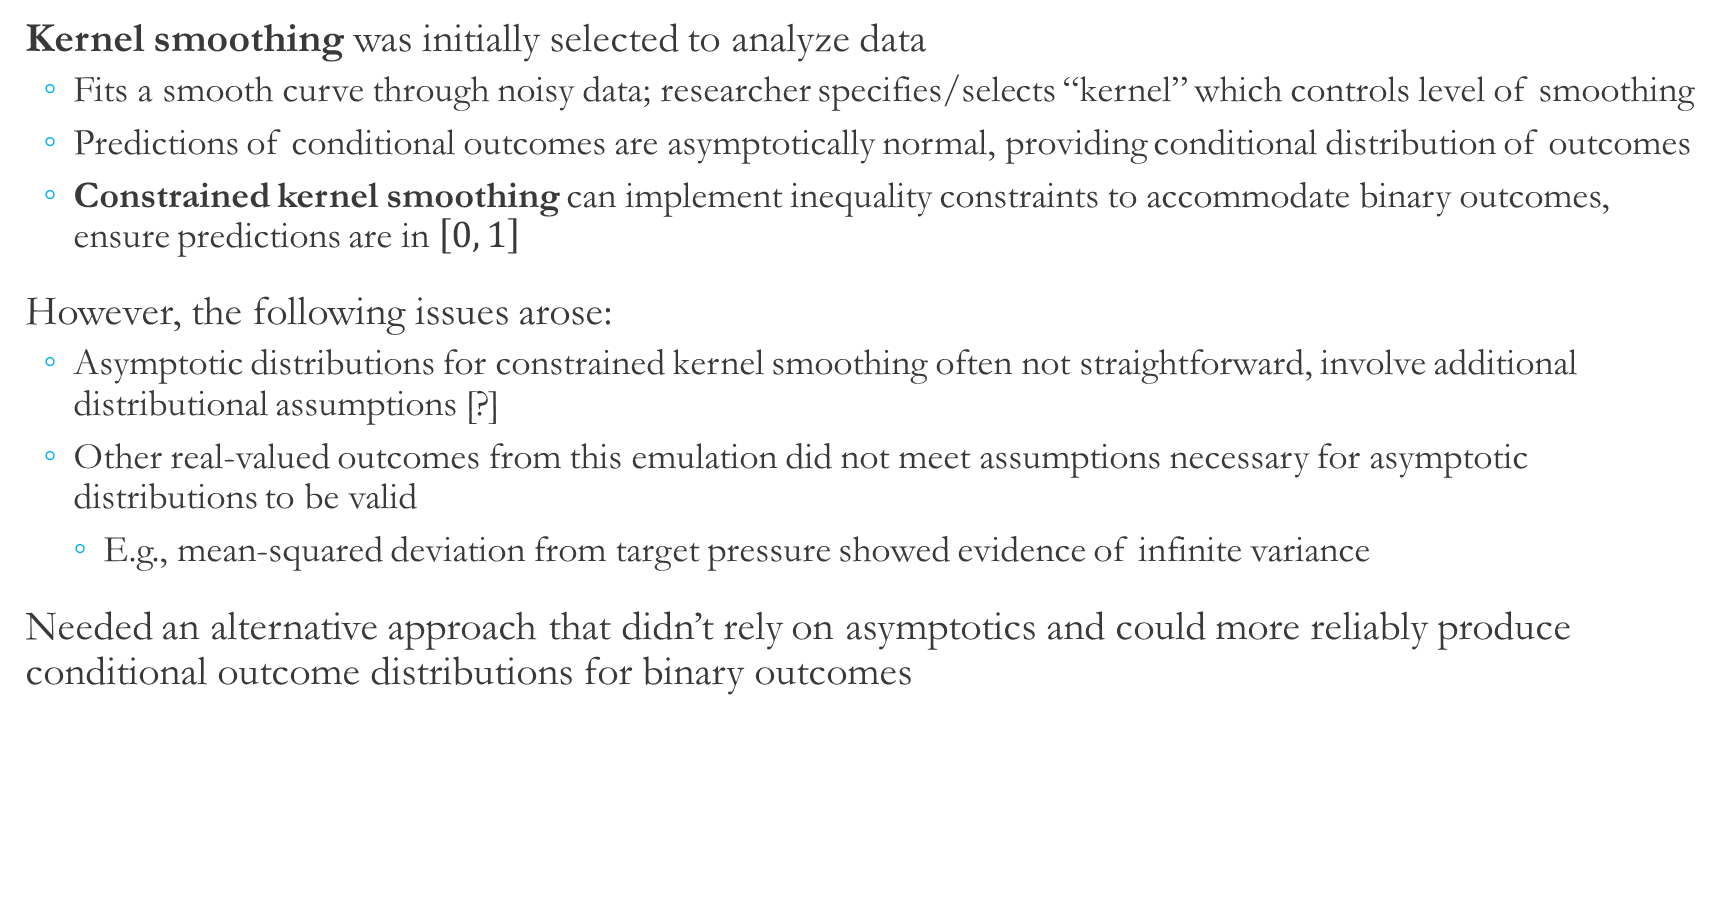 Kernel smoothing was initially selected to analyze data
◦ Fits a smooth curve through noisy data; researcher specifies/selects “kernel” which controls level of smoothing
◦ Predictions of conditional outcomes are asymptotically normal, providing conditional distribution of outcomes
◦ Constrained kernel smoothing can implement inequality constraints to accommodate binary outcomes,
ensure predictions are in [0, 1]
However, the following issues arose:
◦ Asymptotic distributions for constrained kernel smoothing often not straightforward, involve additional
distributional assumptions [?]
◦ Other real-valued outcomes from this emulation did not meet assumptions necessary for asymptotic
distributions to be valid
◦ E.g., mean-squared deviation from target pressure showed evidence of infinite variance
Needed an alternative approach that didn’t rely on asymptotics and could more reliably produce
conditional outcome distributions for binary outcomes